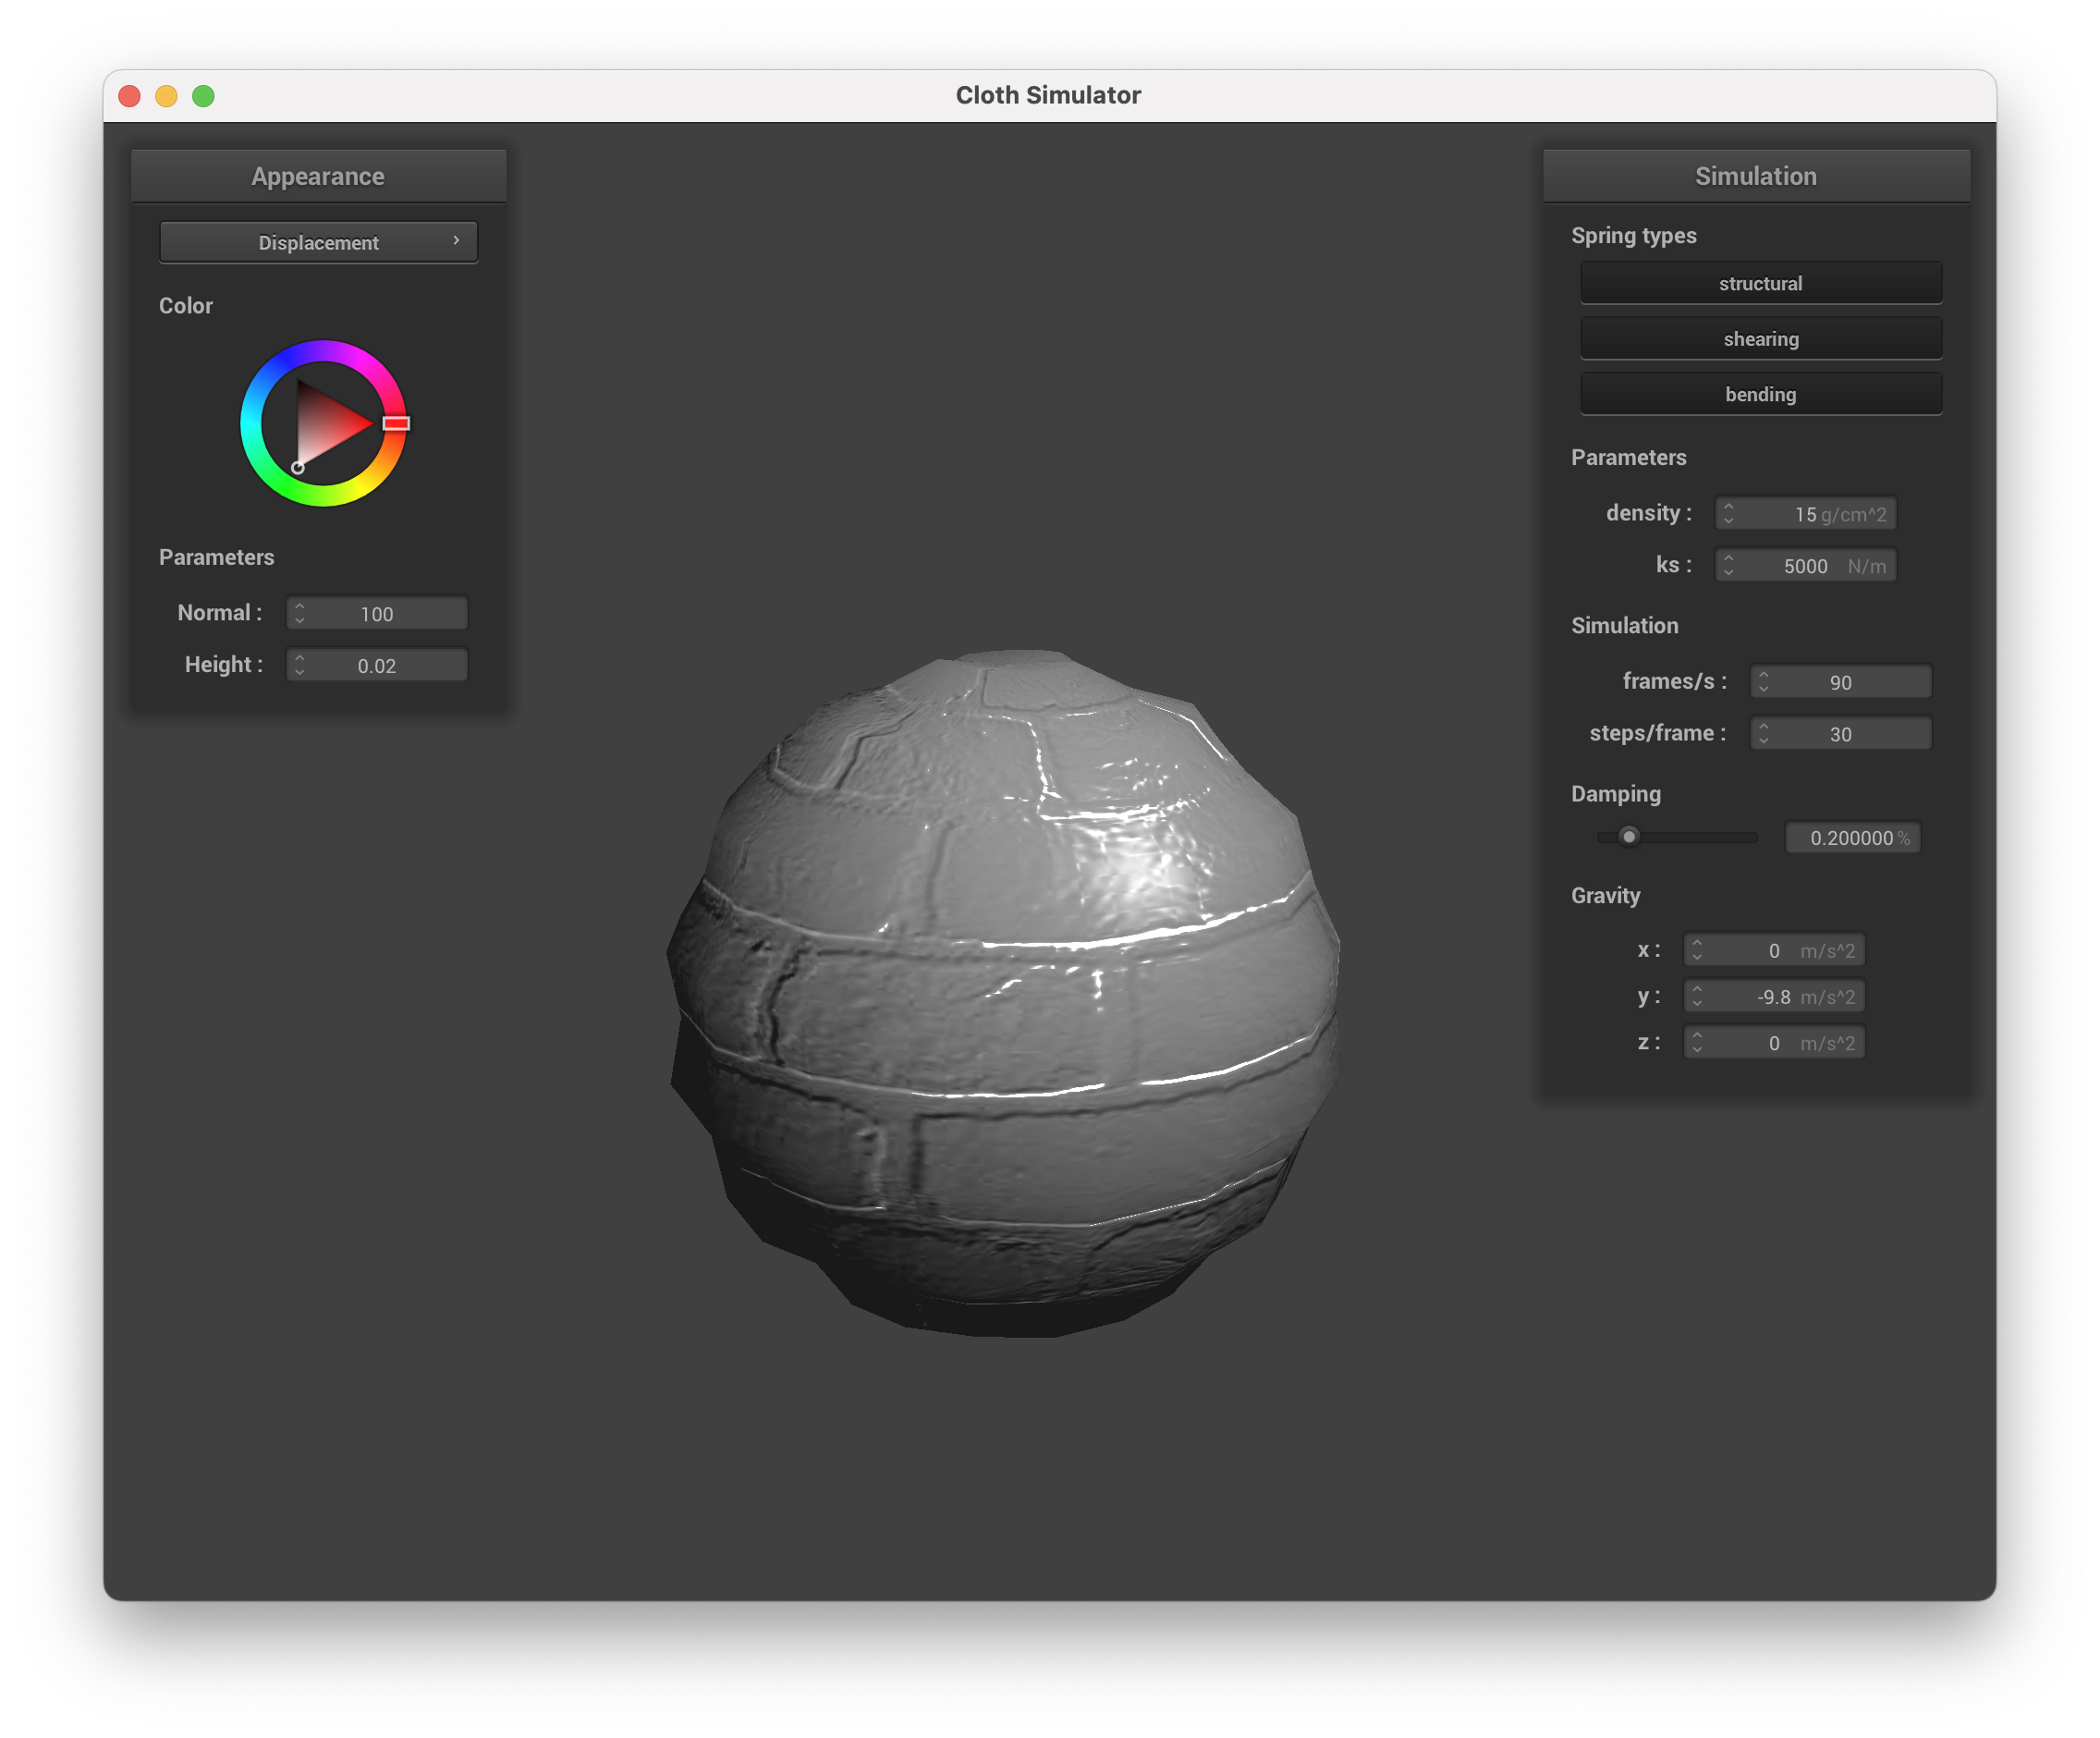 Cloth Simulator
Appearance
Displacement
Color
Parameters
Normal : 100
Height : 0.02
Simulation
Spring types
structural
shearing
bending
Parameters
density : 15 g/cm^2
ks : 5000 N/m
Simulation
frames/s : 90
steps/frame : 30
Damping
0.200000 %
Gravity
x : 0 m/s^2
y : -9.8 m/s^2
z : 0 m/s^2